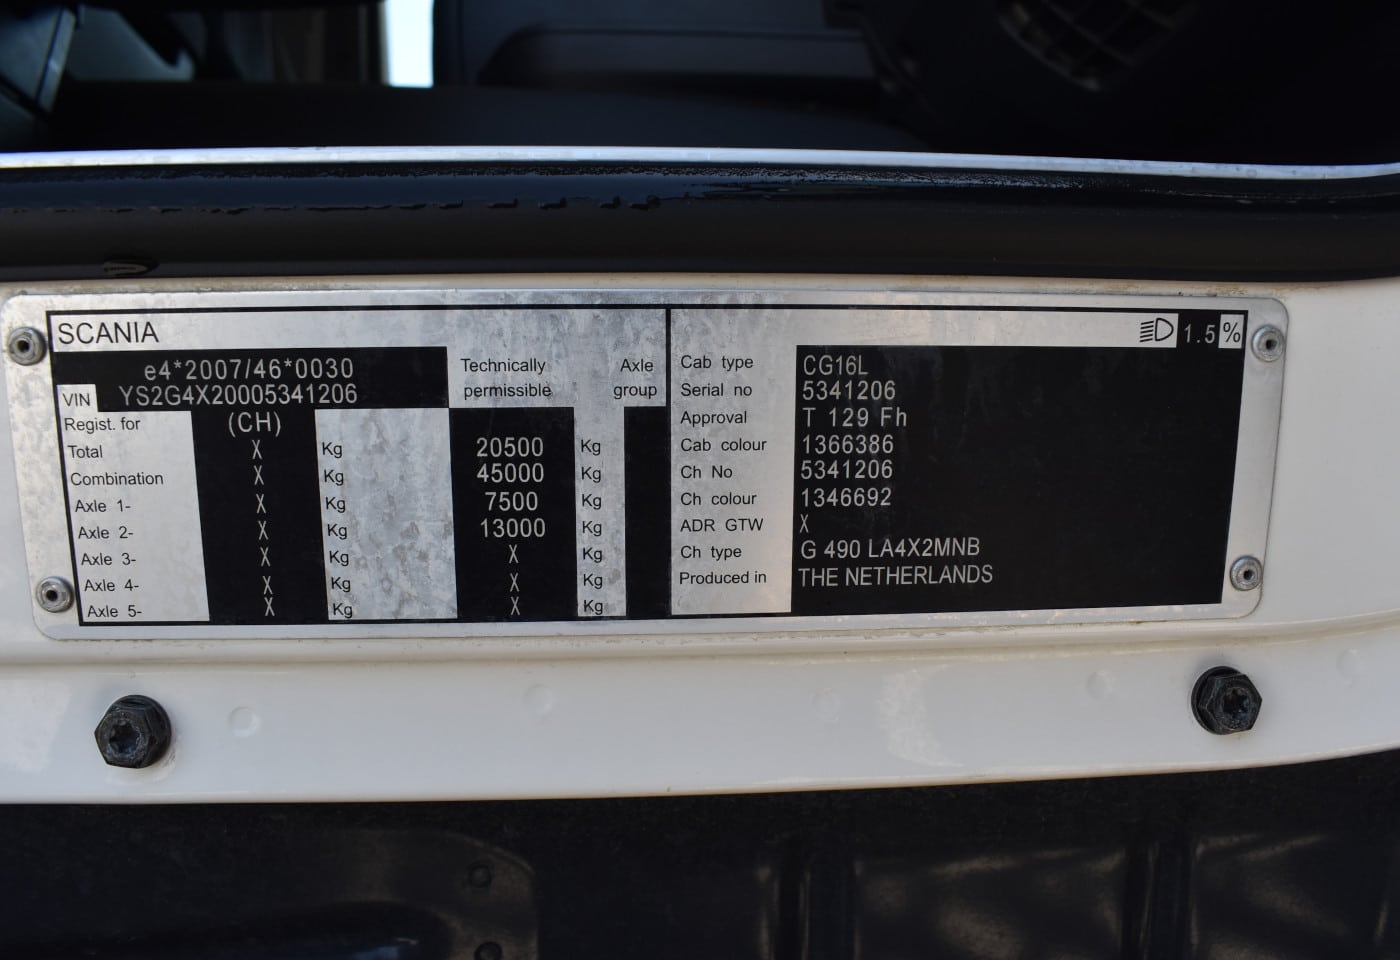 SCANIA
e4*2007/46*0030
VIN YS2G4X20005341206
Technically permissible
Axle group
Regist. for (CH)
Total X Kg 20500 Kg
Combination X Kg 45000 Kg
Axle 1- X Kg 7500 Kg
Axle 2- X Kg 13000 Kg
Axle 3- X Kg X Kg
Axle 4- X Kg X Kg
Axle 5- X Kg X Kg
1.5%
Cab type CG16L
Serial no 5341206
Approval T 129 Fh
Cab colour 1366386
Ch No 5341206
Ch colour 1346692
ADR GTW X
Ch type G 490 LA4X2MNB
Produced in THE NETHERLANDS